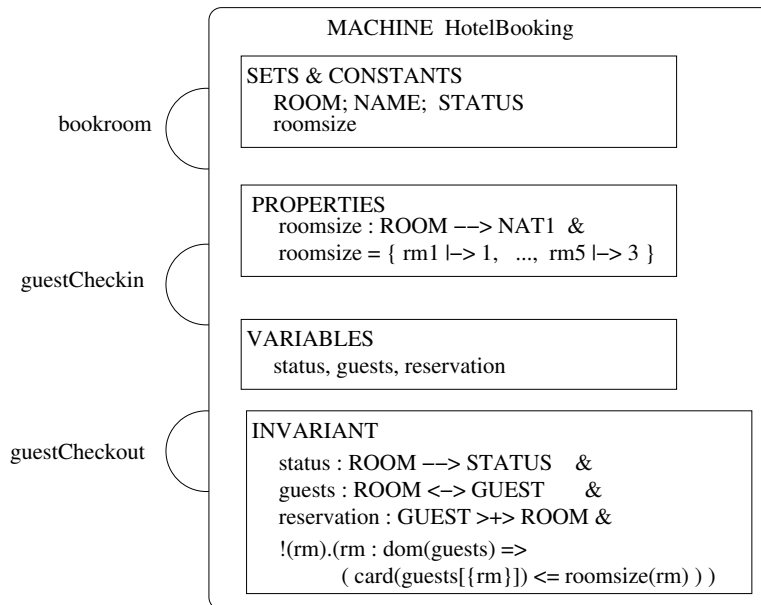 MACHINE HotelBooking
SETS & CONSTANTS
ROOM; NAME; STATUS
roomsize
bookroom
PROPERTIES
roomsize : ROOM −−> NAT1 &
roomsize = { rm1 |−> 1, ..., rm5 |−> 3 }
guestCheckin
VARIABLES
status, guests, reservation
guestCheckout
INVARIANT
status : ROOM −−> STATUS &
guests : ROOM <−> GUEST &
reservation : GUEST >+> ROOM &
!(rm).(rm : dom(guests) =>
( card(guests[{rm}]) <= roomsize(rm) ) )